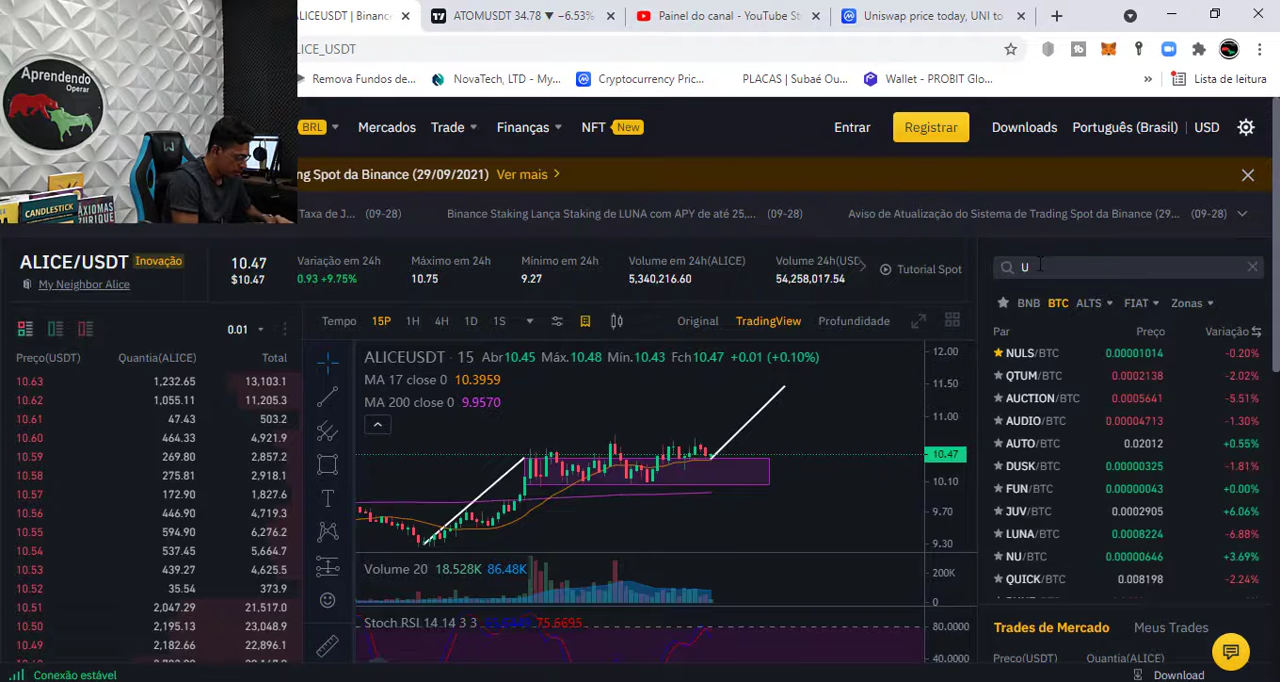 ALICEUSDT | Binanc
ATOMUSDT 34.78 ▼ −6.53%
Painel do canal - YouTube St
Uniswap price today, UNI to
LICE_USDT
Remova Fundos de...
NovaTech, LTD - My...
Cryptocurrency Pric...
PLACAS | Subaé Ou...
Wallet - PROBIT Glo...
»
Lista de leitura
Aprendendo
Operar
CANDLESTICK
BRL
Mercados
Trade
Finanças
NFT
New
Entrar
Registrar
Downloads
Português (Brasil)
USD
ng Spot da Binance (29/09/2021)
Ver mais >
Taxa de J...
(09-28)
Binance Staking Lança Staking de LUNA com APY de até 25,...
(09-28)
Aviso de Atualização do Sistema de Trading Spot da Binance (29...
(09-28)
ALICE/USDT
Inovação
My Neighbor Alice
10.47
$10.47
Variação em 24h
0.93 +9.75%
Máximo em 24h
10.75
Mínimo em 24h
9.27
Volume em 24h(ALICE)
5,340,216.60
Volume 24h(USD
54,258,017.54
Tutorial Spot
U
0.01
Tempo
15P
1H
4H
1D
1S
Original
TradingView
Profundidade
BNB
BTC
ALTS
FIAT
Zonas
Preço(USDT) Quantia(ALICE) Total
10.63 1,232.65 13,103.1
10.62 1,055.11 11,205.3
10.61 47.43 503.2
10.60 464.33 4,921.9
10.59 269.80 2,857.2
10.58 275.81 2,918.1
10.57 172.90 1,827.6
10.56 446.90 4,719.3
10.55 594.90 6,276.2
10.54 537.45 5,664.7
10.53 439.27 4,625.5
10.52 35.54 373.9
10.51 2,047.29 21,517.0
10.50 2,195.13 23,048.9
10.49 2,182.66 22,896.1
ALICEUSDT · 15 Abr10.45 Máx.10.48 Mín.10.43 Fch10.47 +0.01 (+0.10%)
MA 17 close 0 10.3959
MA 200 close 0 9.9570
12.00
11.50
11.00
10.47
10.10
9.70
9.30
Volume 20 18.528K 86.48K
200K
0
Stoch RSI 14 14 3 3
75.6695
80.0000
40.0000
Par Preço Variação
NULS/BTC 0.00001014 -0.20%
QTUM/BTC 0.0002138 -2.02%
AUCTION/BTC 0.0005641 -5.51%
AUDIO/BTC 0.00004713 -1.30%
AUTO/BTC 0.02012 +0.55%
DUSK/BTC 0.00000325 -1.81%
FUN/BTC 0.00000043 +0.00%
JUV/BTC 0.0002905 +6.06%
LUNA/BTC 0.0008224 -6.88%
NU/BTC 0.00000646 +3.69%
QUICK/BTC 0.008198 -2.24%
Trades de Mercado
Meus Trades
Preço(USDT)
Quantia(ALICE)
Conexão estável
Download